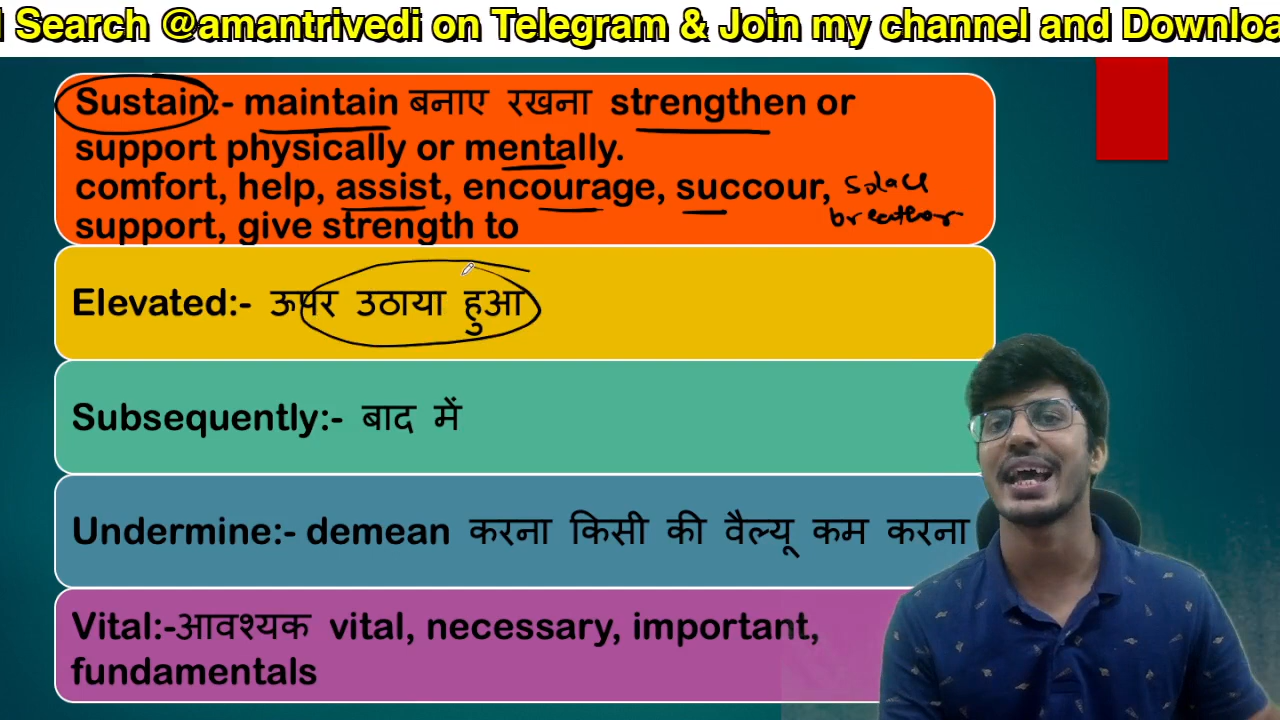 Search @amantrivedi on Telegram & Join my channel and Downloa
Sustain:- maintain बनाए रखना strengthen or
support physically or mentally.
comfort, help, assist, encourage, succour, solace
support, give strength to
Elevated:- ऊपर उठाया हुआ
Subsequently:- बाद में
Undermine:- demean करना किसी की वैल्यू कम करना
Vital:-आवश्यक vital, necessary, important,
fundamentals